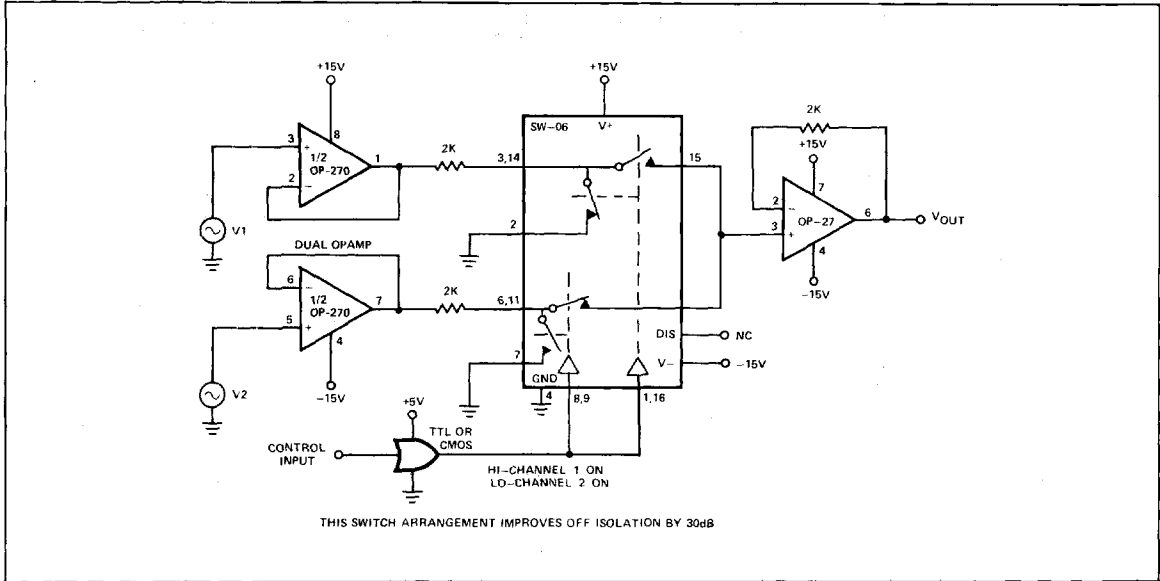 +15V
3
+
8
1/2
OP-270
1
2
−
2K
V1
DUAL OPAMP
6
−
1/2
OP-270
7
5
+
4
2K
−15V
V2
+15V
SW-06
V+
3,14
15
2
6,11
7
GND
4
8,9
1,16
DIS
NC
V−
−15V
2K
+15V
7
2
−
OP-27
6
VOUT
3
+
4
−15V
+5V
TTL OR
CMOS
CONTROL
INPUT
HI-CHANNEL 1 ON
LO-CHANNEL 2 ON
THIS SWITCH ARRANGEMENT IMPROVES OFF ISOLATION BY 30dB